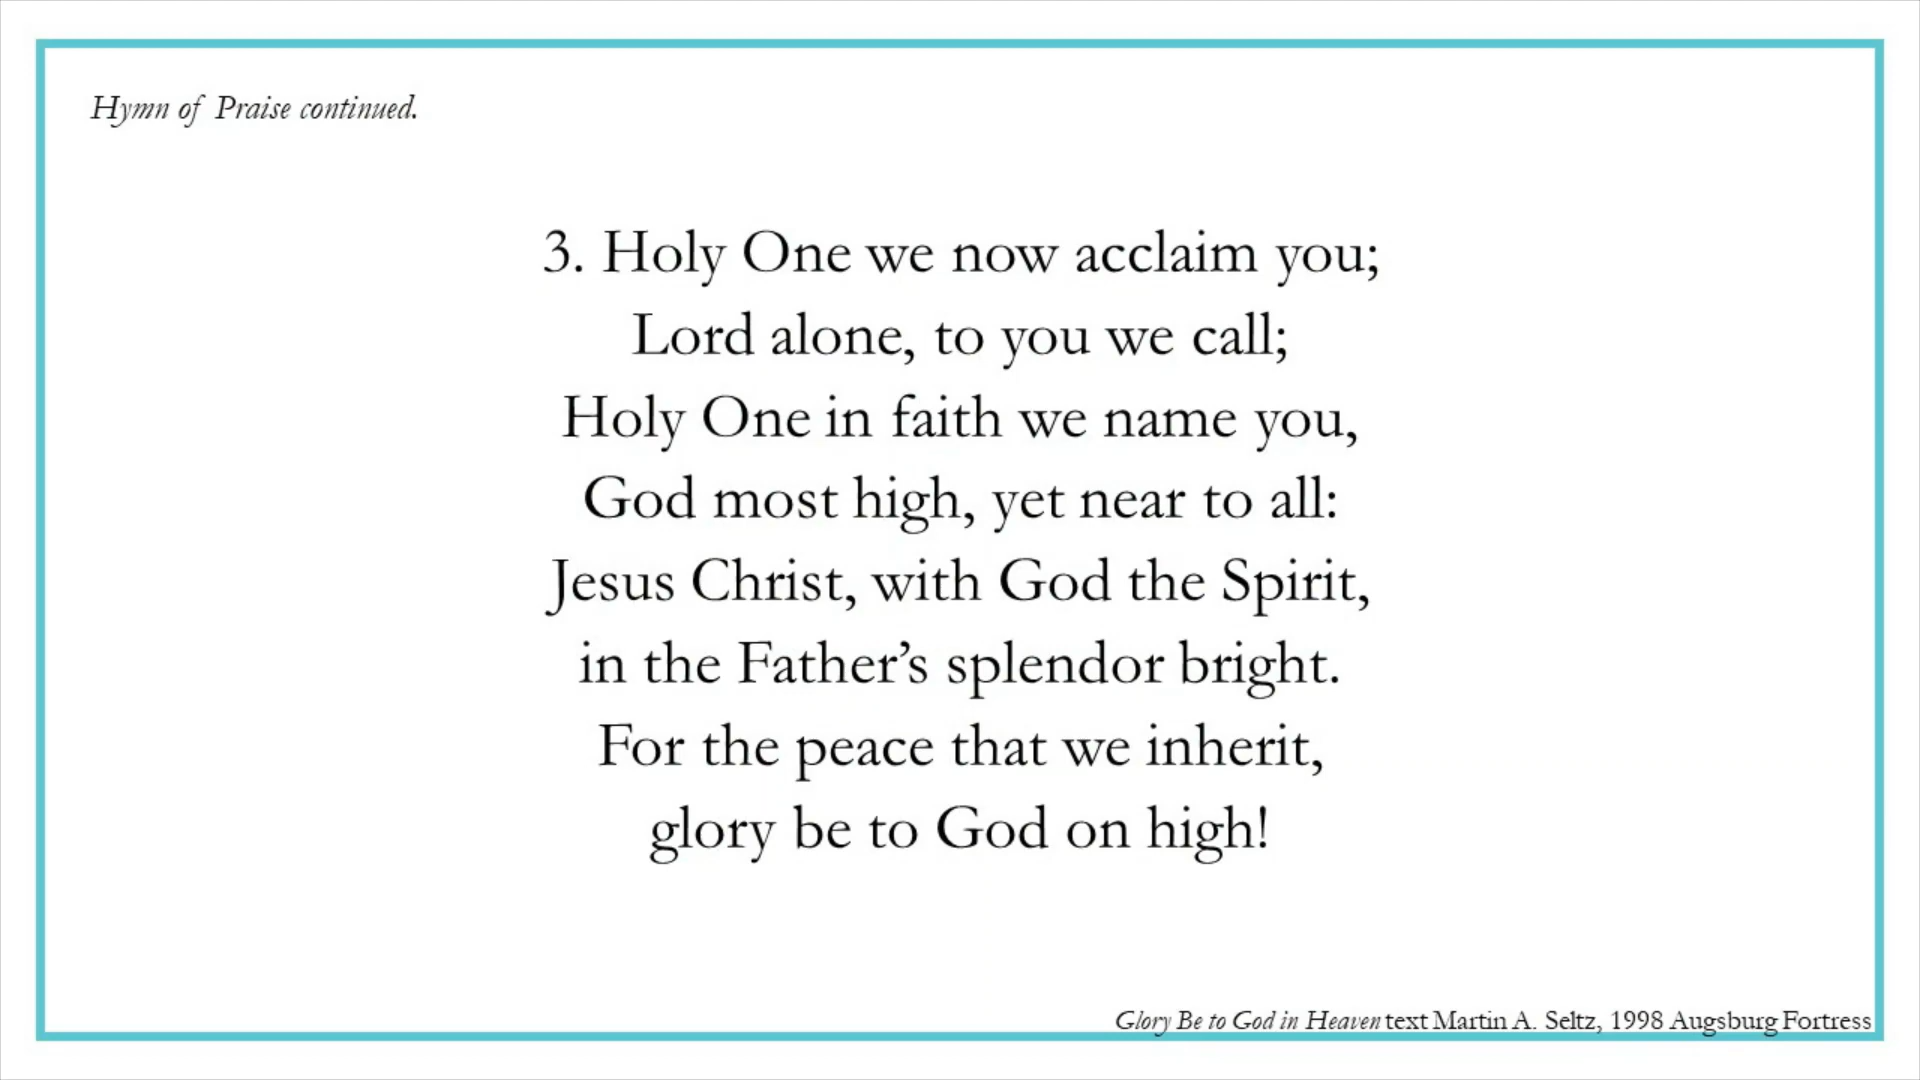 Hymn of Praise continued.
3. Holy One we now acclaim you;
Lord alone, to you we call;
Holy One in faith we name you,
God most high, yet near to all:
Jesus Christ, with God the Spirit,
in the Father’s splendor bright.
For the peace that we inherit,
glory be to God on high!
Glory Be to God in Heaven text Martin A. Seltz, 1998 Augsburg Fortress